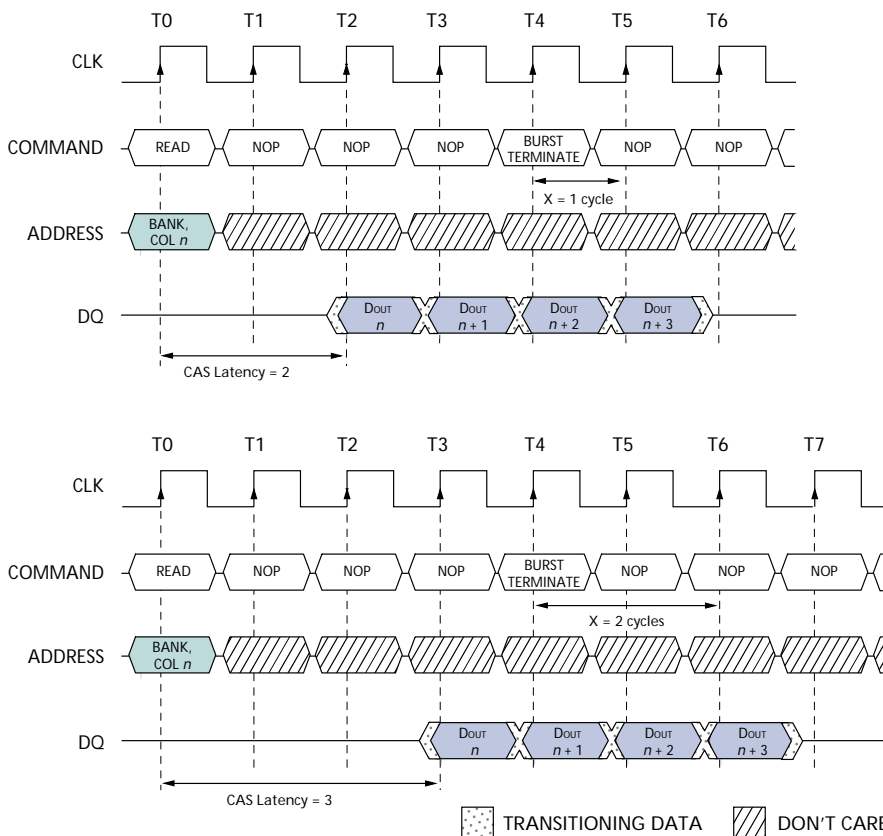 T0 T1 T2 T3 T4 T5 T6
CLK
COMMAND READ NOP NOP NOP BURST TERMINATE NOP NOP
X = 1 cycle
ADDRESS BANK, COL n
DQ DOUT n DOUT n + 1 DOUT n + 2 DOUT n + 3
CAS Latency = 2
T0 T1 T2 T3 T4 T5 T6 T7
CLK
COMMAND READ NOP NOP NOP BURST TERMINATE NOP NOP NOP
X = 2 cycles
ADDRESS BANK, COL n
DQ DOUT n DOUT n + 1 DOUT n + 2 DOUT n + 3
CAS Latency = 3
TRANSITIONING DATA DON'T CARE